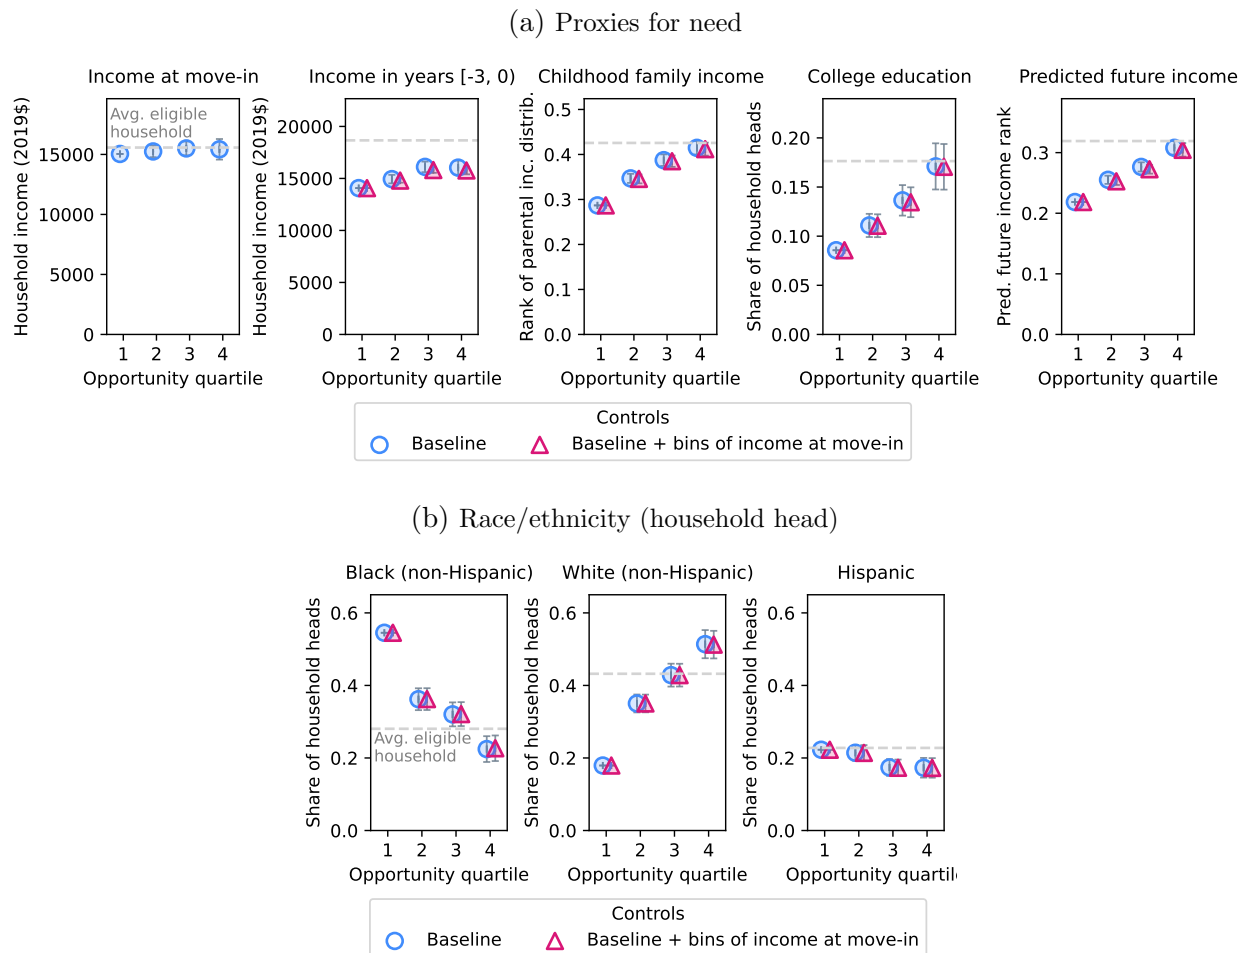 (a) Proxies for need
Income at move-in
Household income (2019$)
Avg. eligible
household
15000
10000
5000
0
1 2 3 4
Opportunity quartile
Income in years [-3, 0)
Household income (2019$)
20000
15000
10000
5000
0
1 2 3 4
Opportunity quartile
Childhood family income
Rank of parental inc. distrib.
0.5
0.4
0.3
0.2
0.1
0.0
1 2 3 4
Opportunity quartile
College education
Share of household heads
0.20
0.15
0.10
0.05
0.00
1 2 3 4
Opportunity quartile
Predicted future income
Pred. future income rank
0.3
0.2
0.1
0.0
1 2 3 4
Opportunity quartile
Controls
Baseline
Baseline + bins of income at move-in
(b) Race/ethnicity (household head)
Black (non-Hispanic)
Share of household heads
0.6
0.4
0.2
0.0
Avg. eligible
household
1 2 3 4
Opportunity quartile
White (non-Hispanic)
Share of household heads
0.6
0.4
0.2
0.0
1 2 3 4
Opportunity quartile
Hispanic
Share of household heads
0.6
0.4
0.2
0.0
1 2 3 4
Opportunity quartil
Controls
Baseline
Baseline + bins of income at move-in